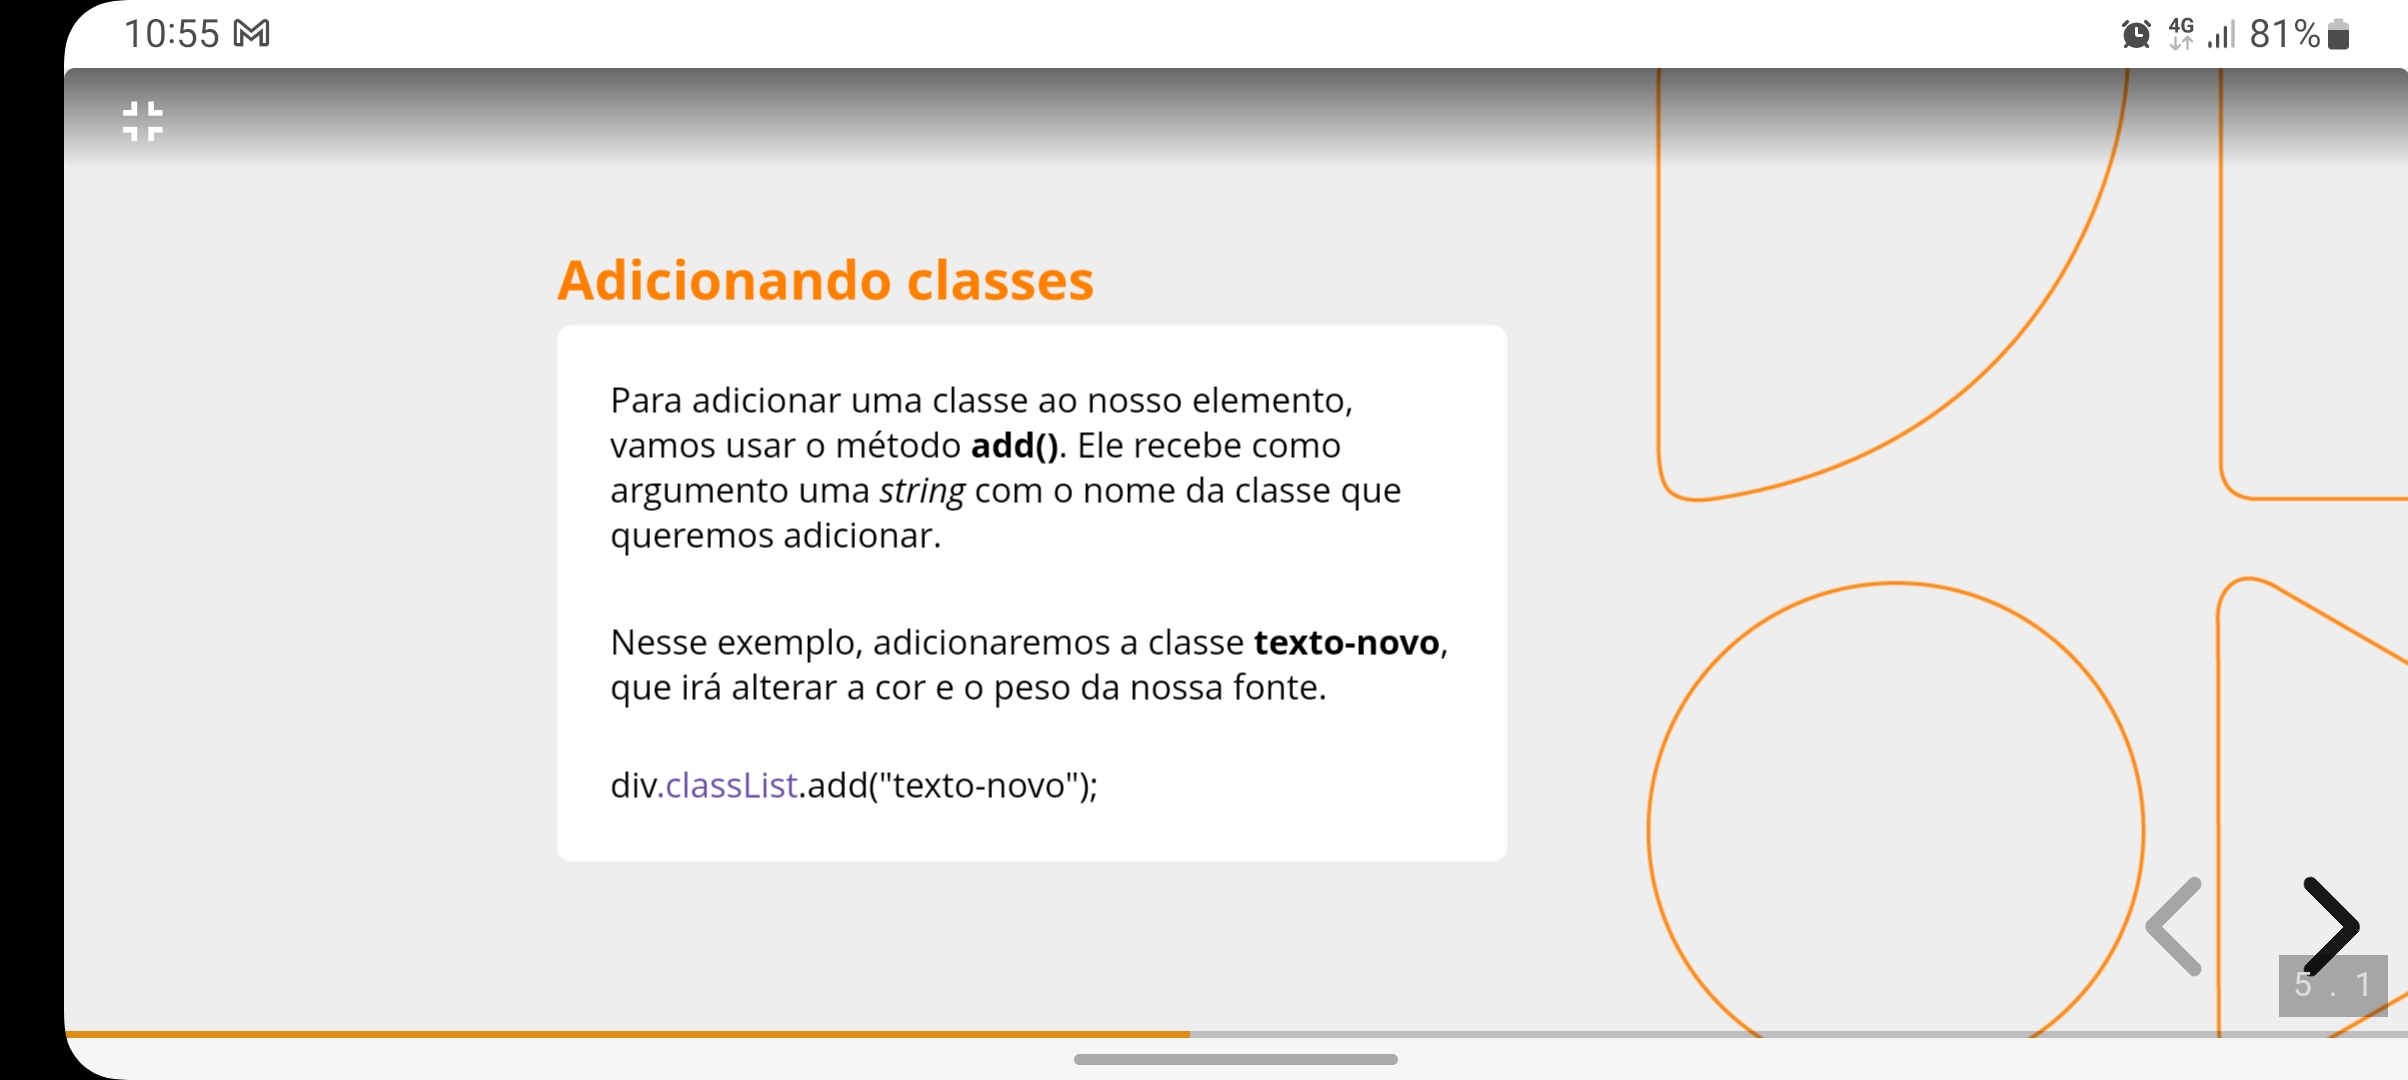 10:55
4G
81%
Adicionando classes
Para adicionar uma classe ao nosso elemento,
vamos usar o método add(). Ele recebe como
argumento uma string com o nome da classe que
queremos adicionar.
Nesse exemplo, adicionaremos a classe texto-novo,
que irá alterar a cor e o peso da nossa fonte.
div.classList.add("texto-novo");
5 . 1